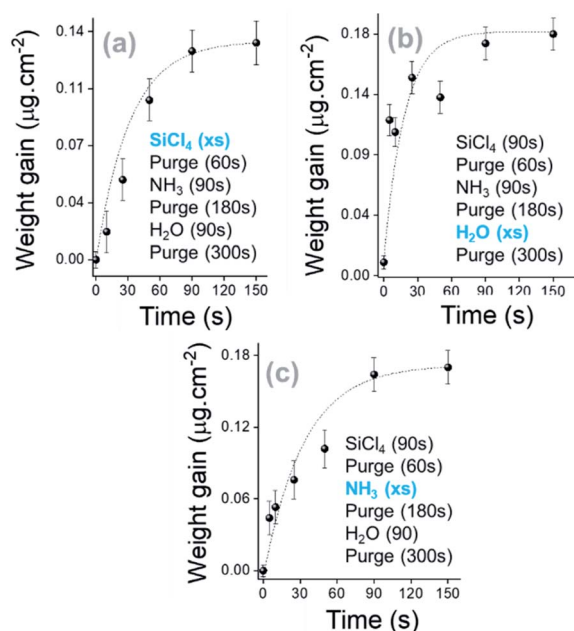 (a)
Weight gain (µg.cm⁻²)
0.14
0.11
0.07
0.04
0.00
SiCl₄ (xs)
Purge (60s)
NH₃ (90s)
Purge (180s)
H₂O (90s)
Purge (300s)
0 30 60 90 120 150
Time (s)
(b)
Weight gain (µg.cm⁻²)
0.18
0.14
0.09
0.04
0.00
SiCl₄ (90s)
Purge (60s)
NH₃ (90s)
Purge (180s)
H₂O (xs)
Purge (300s)
0 30 60 90 120 150
Time (s)
(c)
Weight gain (µg.cm⁻²)
0.18
0.12
0.06
0.00
SiCl₄ (90s)
Purge (60s)
NH₃ (xs)
Purge (180s)
H₂O (90)
Purge (300s)
0 30 60 90 120 150
Time (s)